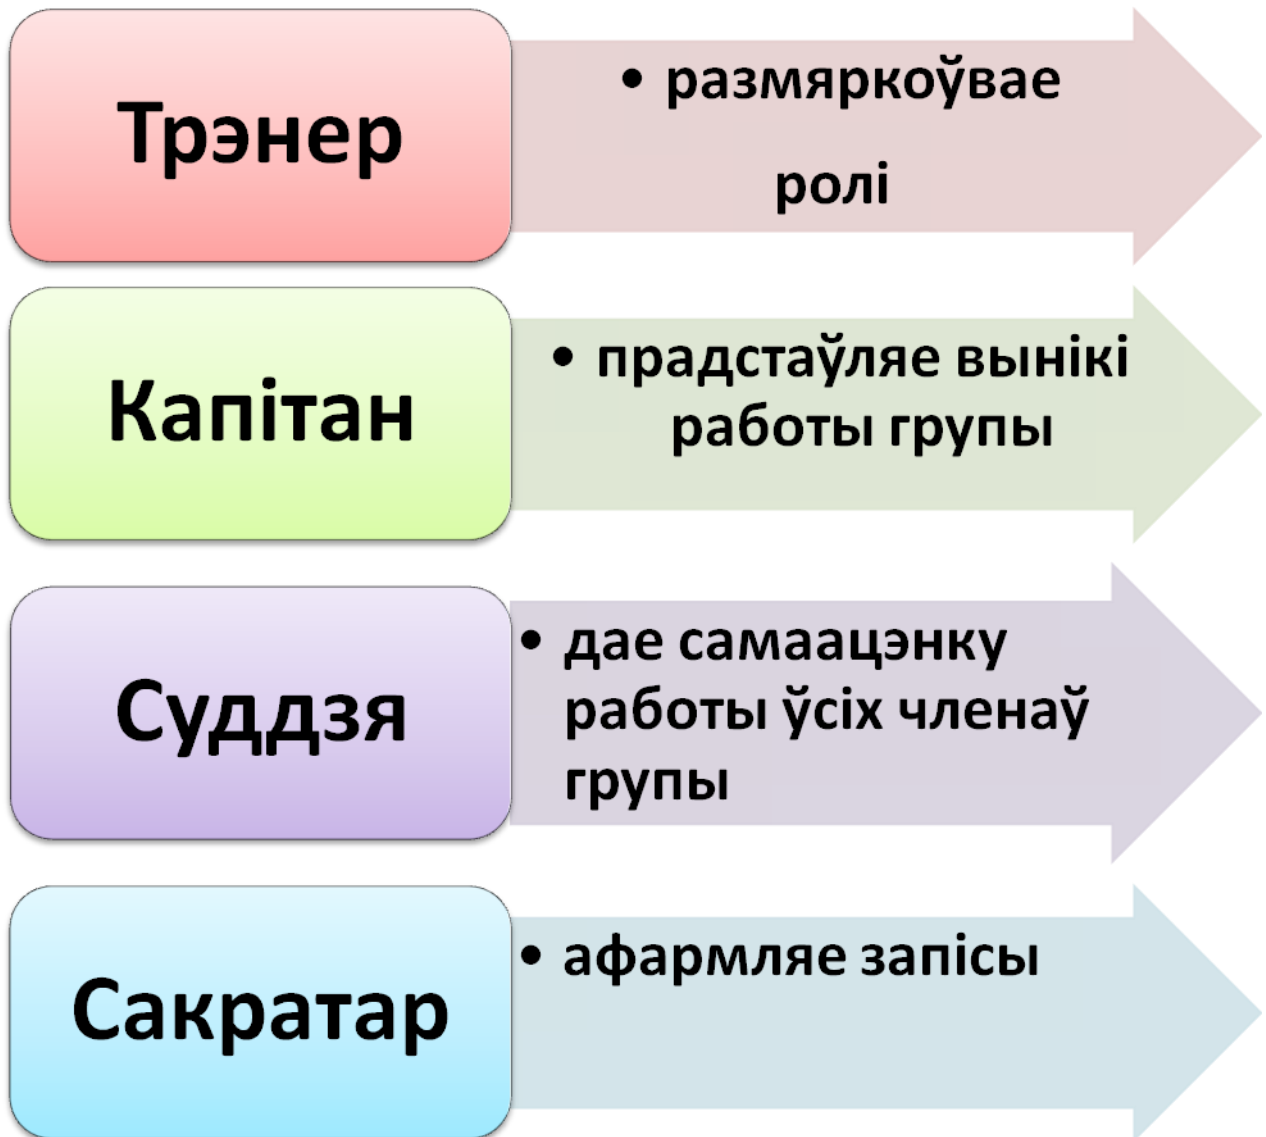 Трэнер
• размяркоўвае
ролі
Капітан
• прадстаўляе вынікі
работы групы
Суддзя
• дае самаацэнку
работы ўсіх членаў
групы
Сакратар
• афармляе запісы